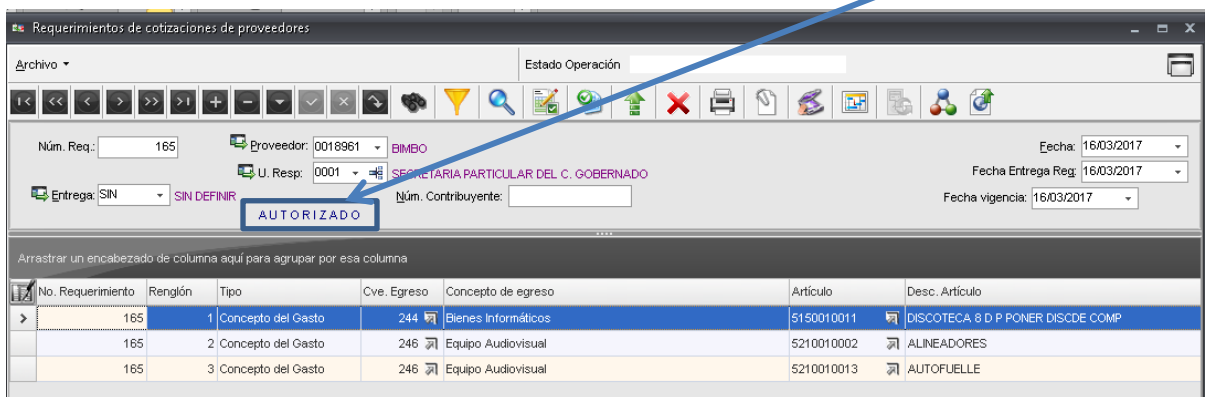 Requerimientos de cotizaciones de proveedores
Archivo
Estado Operación
Núm. Req.: 165 Proveedor: 0018961 BIMBO Fecha: 16/03/2017
U. Resp: 0001 SECRETARIA PARTICULAR DEL C. GOBERNADO Fecha Entrega Reg: 16/03/2017
Entrega: SIN SIN DEFINIR Núm. Contribuyente: Fecha vigencia: 16/03/2017
AUTORIZADO
Arrastrar un encabezado de columna aquí para agrupar por esa columna
No. Requerimiento Renglón Tipo Cve. Egreso Concepto de egreso Artículo Desc. Artículo
165 1 Concepto del Gasto 244 Bienes Informáticos 5150010011 DISCOTECA 8 D P PONER DISCDE COMP
165 2 Concepto del Gasto 246 Equipo Audiovisual 5210010002 ALINEADORES
165 3 Concepto del Gasto 246 Equipo Audiovisual 5210010013 AUTOFUELLE